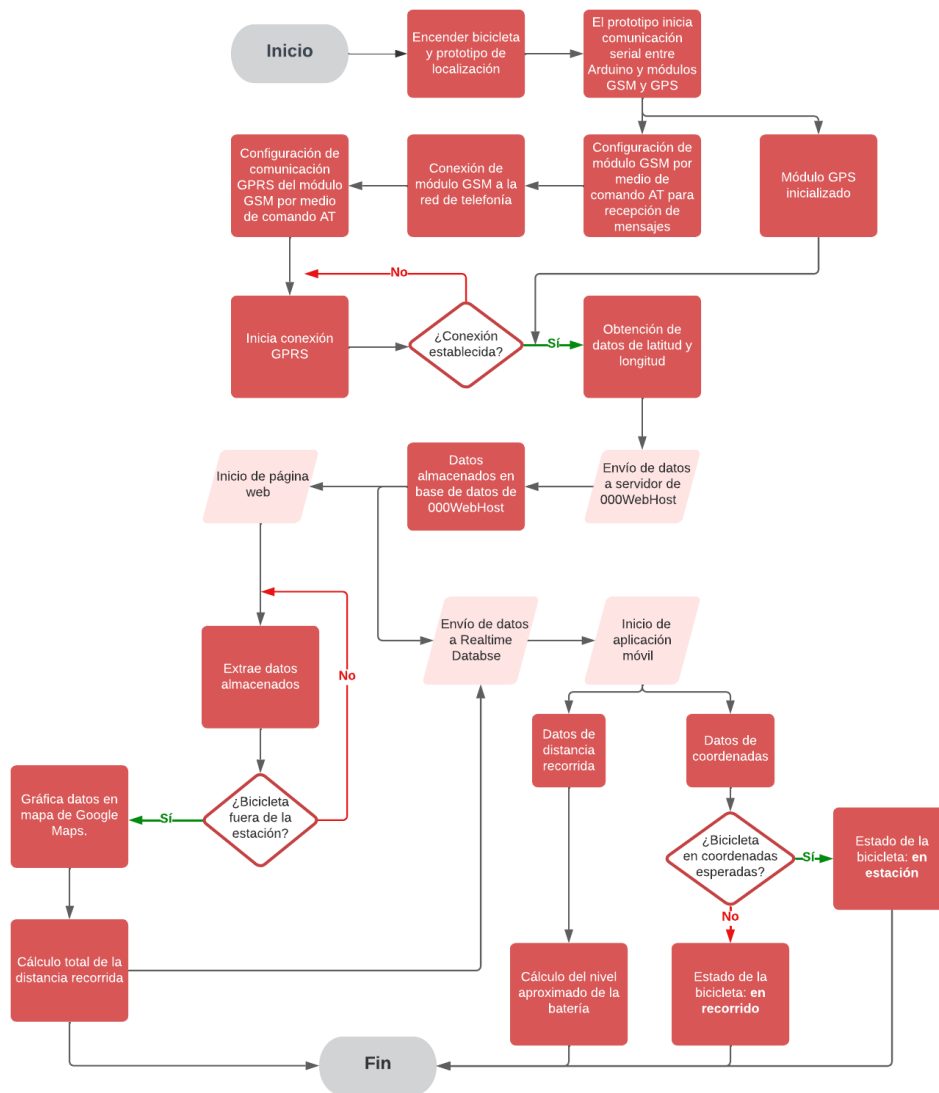 Inicio
Encender bicicleta
y prototipo de
localización
El prototipo inicia
comunicación
serial entre
Arduino y módulos
GSM y GPS
Configuración de
comunicación
GPRS del módulo
GSM por medio
de comando AT
Conexión de
módulo GSM a la
red de telefonía
Configuración de
módulo GSM por
medio de
comando AT para
recepción de
mensajes
Módulo GPS
inicializado
No
Inicia conexión
GPRS
¿Conexión
establecida?
Sí
Obtención de
datos de latitud y
longitud
Inicio de página
web
Datos
almacenados en
base de datos de
000WebHost
Envío de datos
a servidor de
000WebHost
Envío de datos
a Realtime
Databse
Inicio de
aplicación
móvil
Extrae datos
almacenados
No
Datos de
distancia
recorrida
Datos de
coordenadas
Gráfica datos en
mapa de Google
Maps.
Sí
¿Bicicleta
fuera de la
estación?
¿Bicicleta
en coordenadas
esperadas?
Sí
Estado de la
bicicleta: en
estación
No
Cálculo total de la
distancia recorrida
Cálculo del nivel
aproximado de la
batería
Estado de la
bicicleta: en
recorrido
Fin